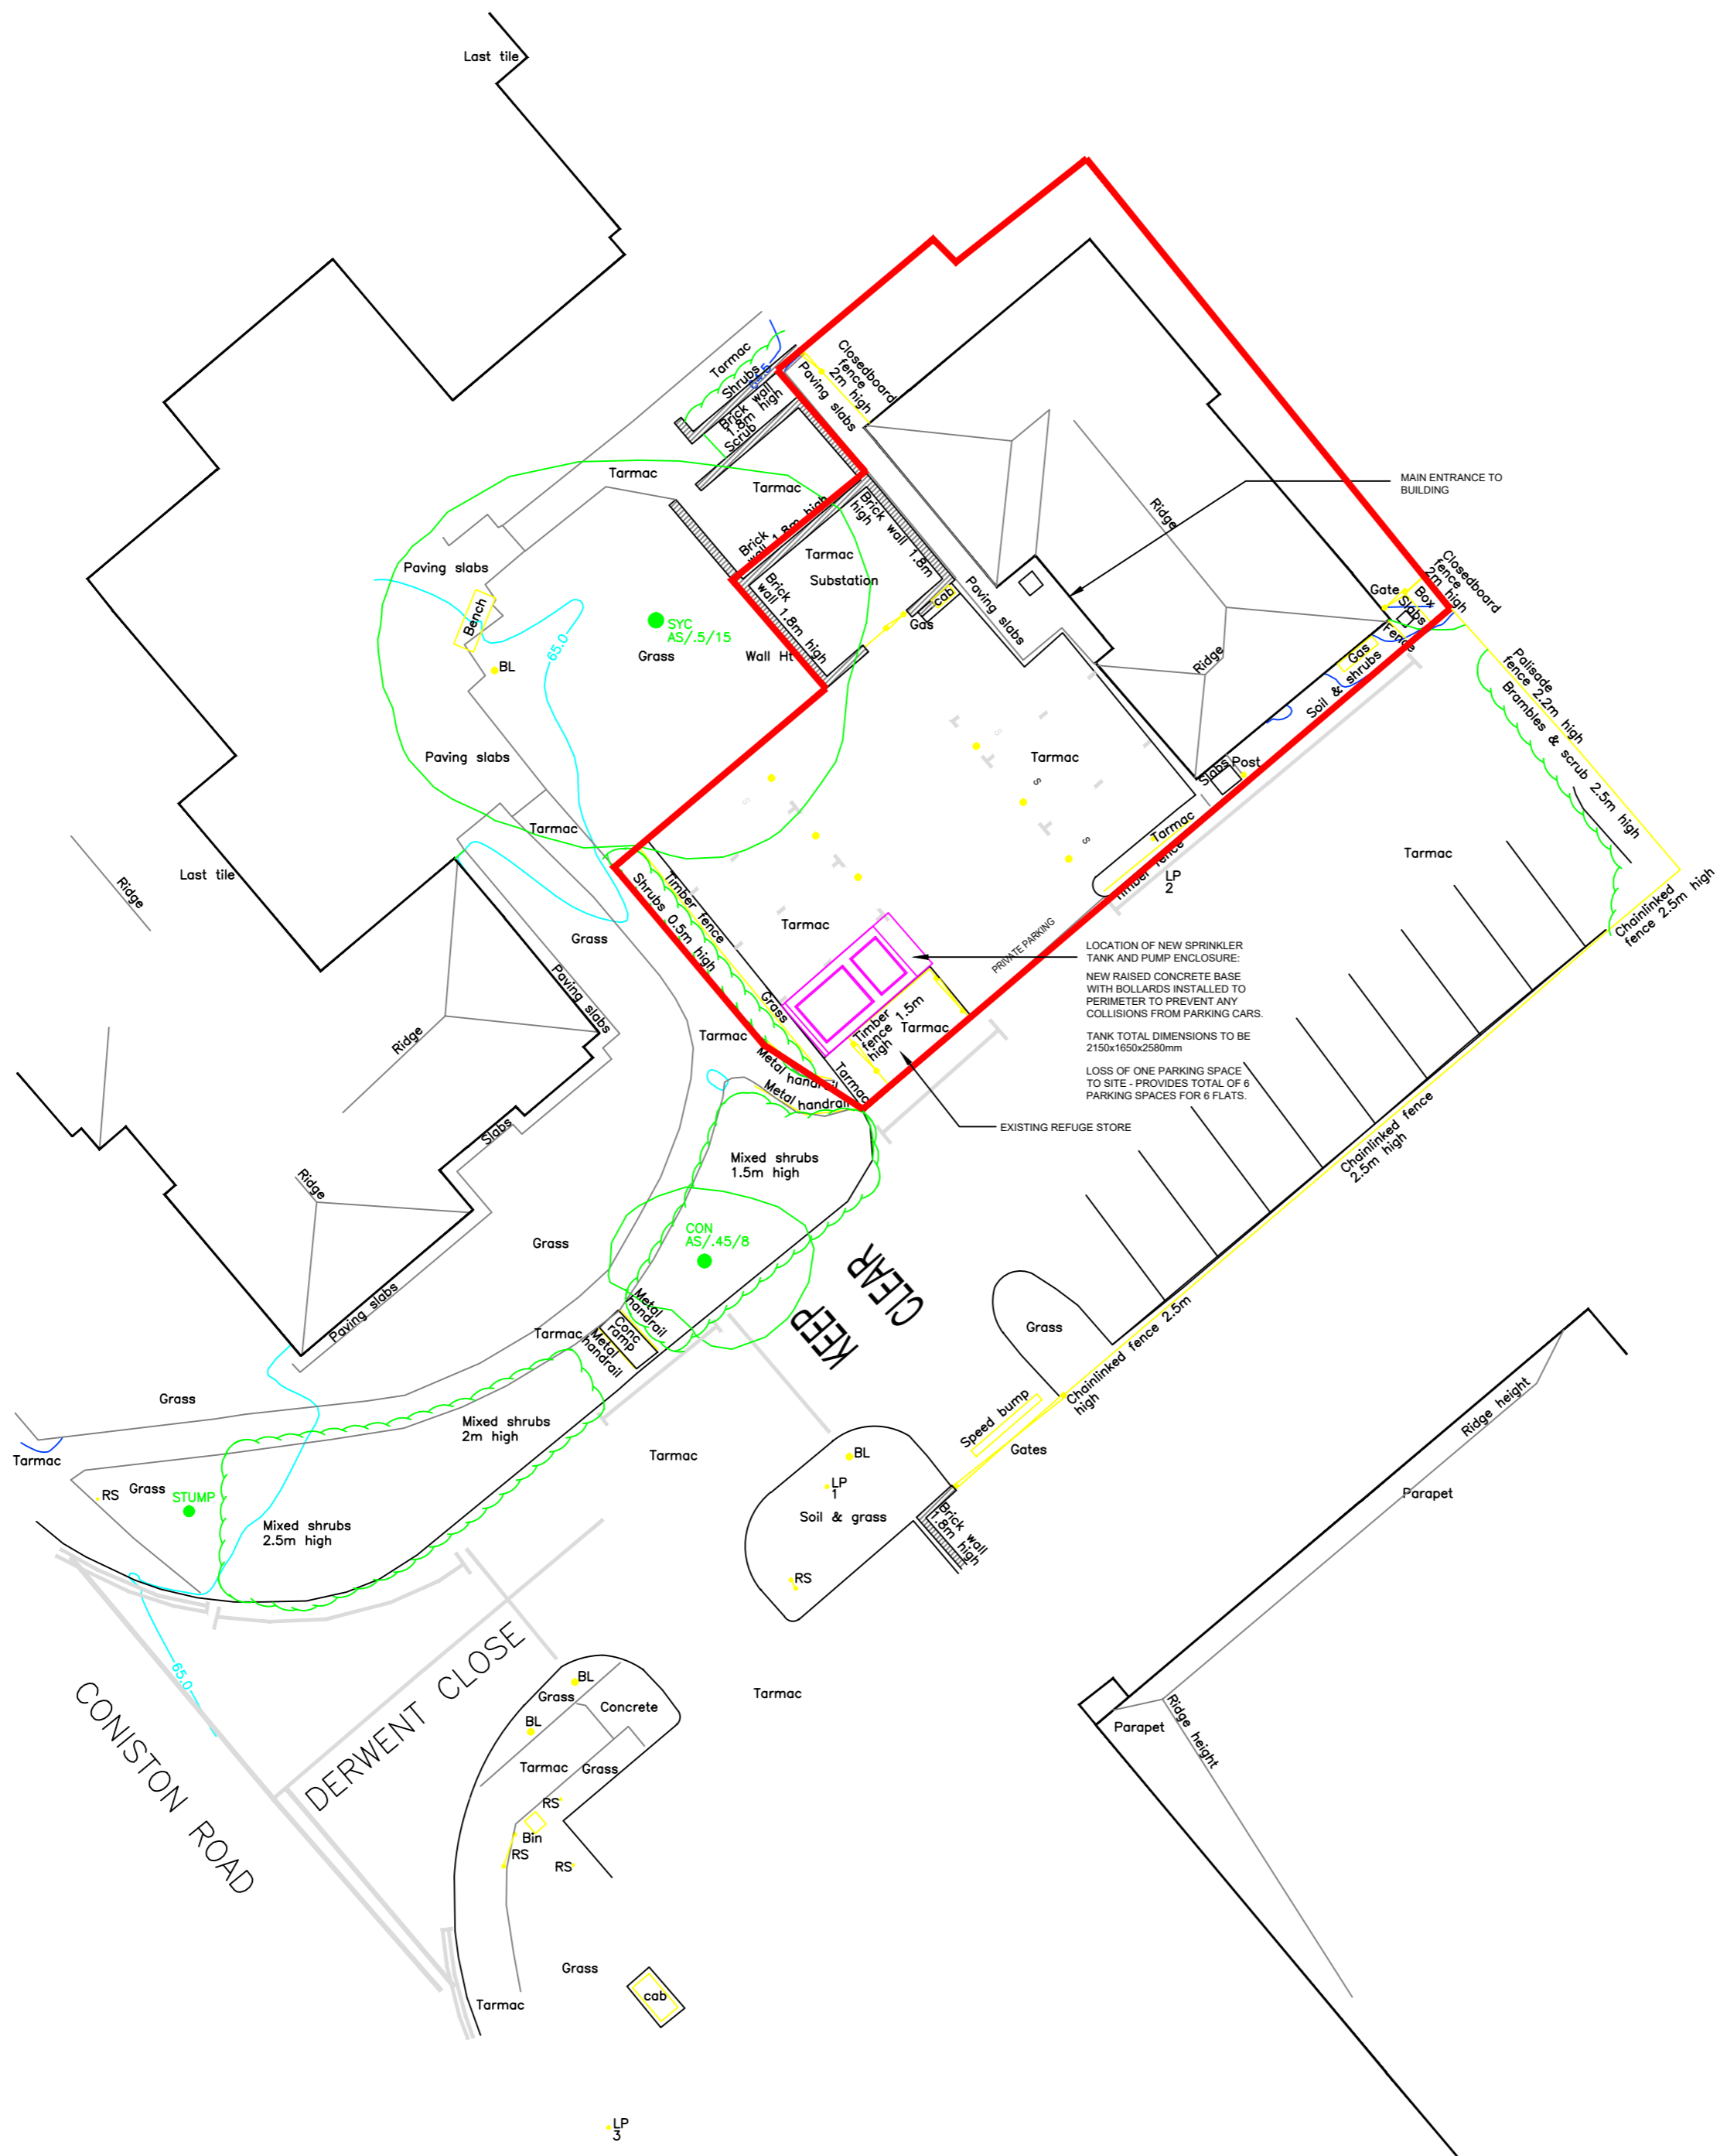 Last tile
Tarmac
Shrubs
Brick wall
1.8m high
Scrub
Closedboard
fence
2m high
Paving slabs
Tarmac
Tarmac
Brick
wall 1.8m high
Brick wall 1.8m
high
Tarmac
Substation
Brick
wall 1.8m high
cab
Gas
Paving slabs
MAIN ENTRANCE TO
BUILDING
Ridge
Ridge
Gate
Box
Slabs
Closedboard
fence
2m high
Fence
Gas
Soil & shrubs
Palisade
fence 2.2m high
Brambles & scrub 2.5m high
Paving slabs
Bench
BL
65.0
SYC
AS/.5/15
Grass
Wall Ht
Paving slabs
Tarmac
Tarmac
Slabs
Post
Tarmac
Timber fence
LP
2
Tarmac
Chainlinked
fence 2.5m high
Last tile
Ridge
Grass
Timber fence
Shrubs 0.5m high
Grass
Tarmac
PRIVATE PARKING
LOCATION OF NEW SPRINKLER
TANK AND PUMP ENCLOSURE:
NEW RAISED CONCRETE BASE
WITH BOLLARDS INSTALLED TO
PERIMETER TO PREVENT ANY
COLLISIONS FROM PARKING CARS.
TANK TOTAL DIMENSIONS TO BE
2150x1650x2580mm
LOSS OF ONE PARKING SPACE
TO SITE - PROVIDES TOTAL OF 6
PARKING SPACES FOR 6 FLATS.
EXISTING REFUGE STORE
Timber
fence 1.5m
high
Tarmac
Tarmac
Tarmac
Metal handrail
Metal handrail
Paving slabs
Ridge
Slabs
Ridge
Paving slabs
Mixed shrubs
1.5m high
CON
AS/.45/8
Grass
Metal
handrail
Conc
ramp
Metal
handrail
Tarmac
KEEP
CLEAR
Chainlinked fence
2.5m high
Grass
Chainlinked fence 2.5m
high
Speed bump
Gates
Grass
Mixed shrubs
2m high
Tarmac
Tarmac
RS
Grass
STUMP
Mixed shrubs
2.5m high
BL
LP
1
Soil & grass
RS
Brick wall
1.8m high
Ridge height
Parapet
Parapet
Ridge height
65.0
CONISTON ROAD
DERWENT CLOSE
BL
Grass
Concrete
BL
Tarmac
Grass
RS
Bin
RS
RS
Tarmac
Grass
cab
Tarmac
LP
3